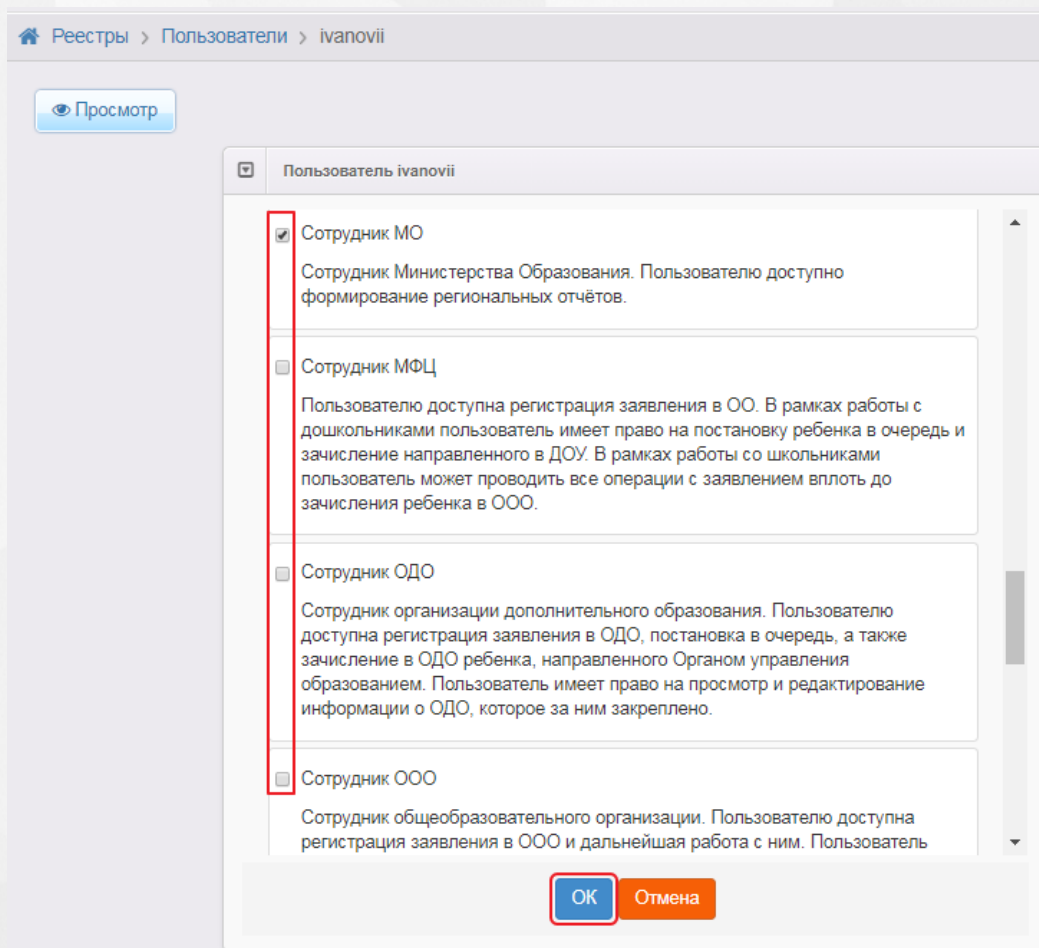 Реестры > Пользователи > ivanovii
Просмотр
Пользователь ivanovii
Сотрудник МО
Сотрудник Министерства Образования. Пользователю доступно
формирование региональных отчётов.
Сотрудник МФЦ
Пользователю доступна регистрация заявления в ОО. В рамках работы с
дошкольниками пользователь имеет право на постановку ребенка в очередь и
зачисление направленного в ДОУ. В рамках работы со школьниками
пользователь может проводить все операции с заявлением вплоть до
зачисления ребенка в ООО.
Сотрудник ОДО
Сотрудник организации дополнительного образования. Пользователю
доступна регистрация заявления в ОДО, постановка в очередь, а также
зачисление в ОДО ребенка, направленного Органом управления
образованием. Пользователь имеет право на просмотр и редактирование
информации о ОДО, которое за ним закреплено.
Сотрудник ООО
Сотрудник общеобразовательного организации. Пользователю доступна
регистрация заявления в ООО и дальнейшая работа с ним. Пользователь
ОК Отмена